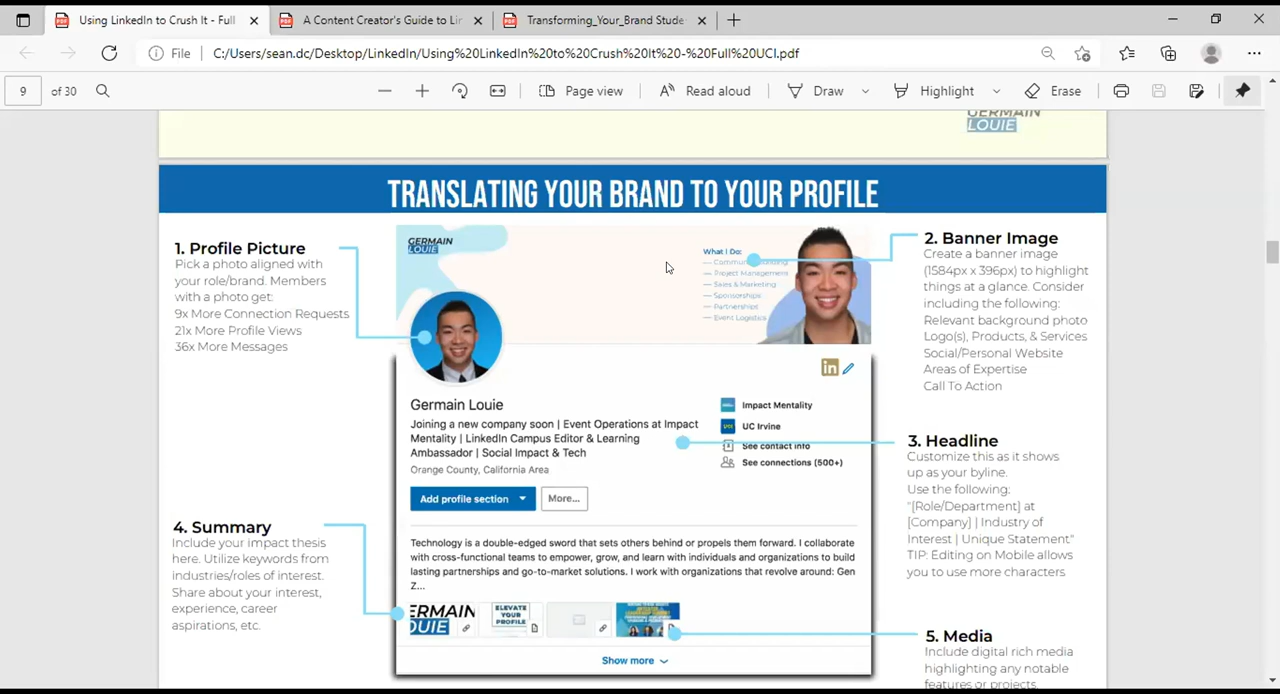 Using LinkedIn to Crush It - Full
A Content Creator's Guide to Lin
Transforming_Your_Brand Stude
File
C:/Users/sean.dc/Desktop/LinkedIn/Using%20LinkedIn%20to%20Crush%20It%20-%20Full%20UCI.pdf
9 of 30
Page view
Read aloud
Draw
Highlight
Erase
GERMAIN
LOUIE
TRANSLATING YOUR BRAND TO YOUR PROFILE
1. Profile Picture
Pick a photo aligned with
your role/brand. Members
with a photo get:
9x More Connection Requests
21x More Profile Views
36x More Messages
GERMAIN
LOUIE
What I Do:
— Project Management
— Sales & Marketing
— Sponsorships
— Partnerships
— Event Logistics
2. Banner Image
Create a banner image
(1584px x 396px) to highlight
things at a glance. Consider
including the following:
Relevant background photo
Logo(s), Products, & Services
Social/Personal Website
Areas of Expertise
Call To Action
Germain Louie
Joining a new company soon | Event Operations at Impact
Mentality | LinkedIn Campus Editor & Learning
Ambassador | Social Impact & Tech
Orange County, California Area
Add profile section
More...
in
Impact Mentality
UC Irvine
See contact info
See connections (500+)
3. Headline
Customize this as it shows
up as your byline.
Use the following:
"[Role/Department] at
[Company] | Industry of
Interest | Unique Statement"
TIP: Editing on Mobile allows
you to use more characters
4. Summary
Include your impact thesis
here. Utilize keywords from
industries/roles of interest.
Share about your interest,
experience, career
aspirations, etc.
Technology is a double-edged sword that sets others behind or propels them forward. I collaborate
with cross-functional teams to empower, grow, and learn with individuals and organizations to build
lasting partnerships and go-to-market solutions. I work with organizations that revolve around: Gen
Z...
GERMAIN
LOUIE
ELEVATE
YOUR
PROFILE
Show more
5. Media
Include digital rich media
highlighting any notable
features or projects.